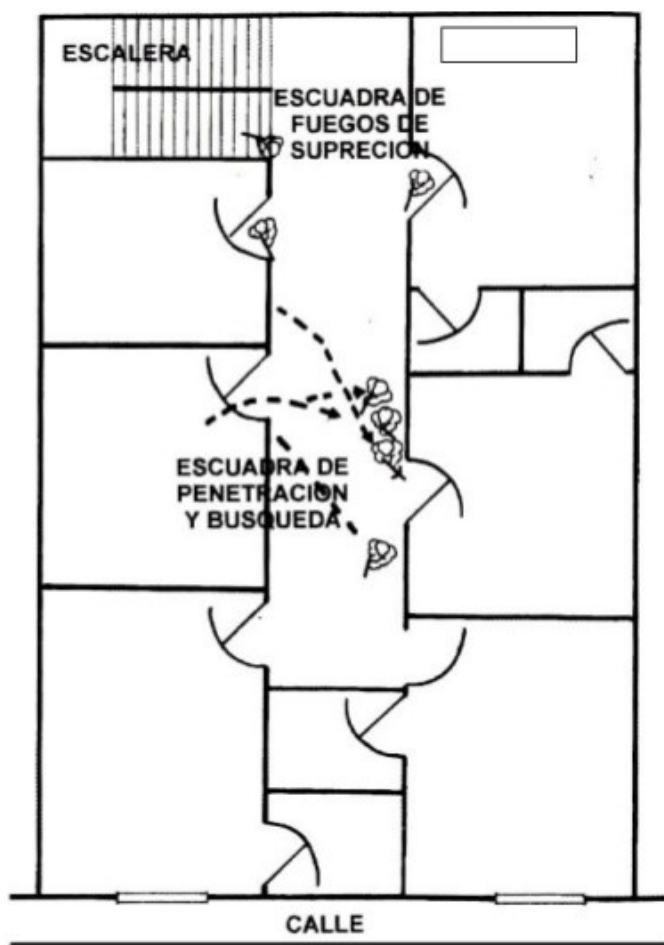 ESCALERA
ESCUADRA DE
FUEGOS DE
SUPRECION
ESCUADRA DE
PENETRACION
Y BUSQUEDA
CALLE